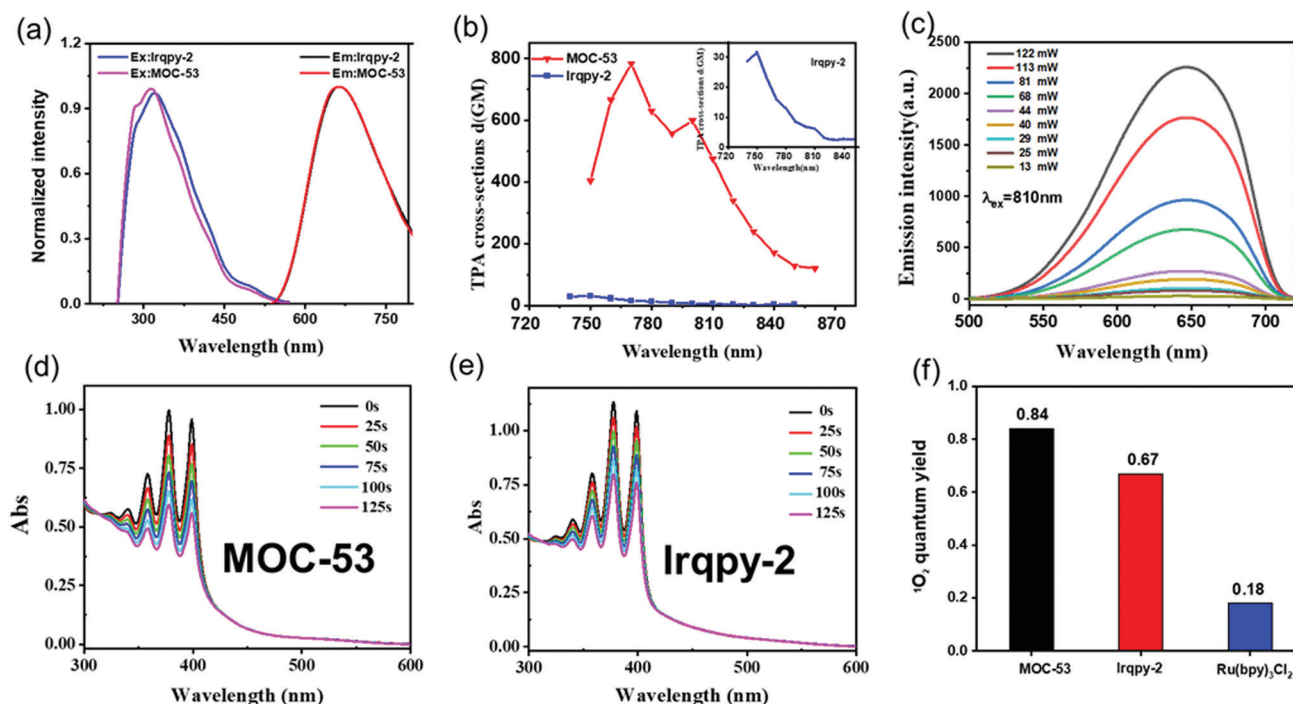 (a)
Ex:Irqpy-2 Em:Irqpy-2
Ex:MOC-53 Em:MOC-53
Normalized intensity
1.2
0.9
0.6
0.3
0.0
300 450 600 750
Wavelength (nm)
(b)
MOC-53
Irqpy-2
TPA cross-sections d(GM)
800
600
400
200
0
720 750 780 810 840 870
Wavelength (nm)
Irqpy-2
TPA cross-sections d(GM)
30
20
10
0
720 760 800 840
Wavelength(nm)
(c)
Emission intensity(a.u.)
2500
2000
1500
1000
500
0
122 mW
113 mW
81 mW
68 mW
44 mW
40 mW
29 mW
25 mW
13 mW
λex=810nm
500 550 600 650 700
Wavelength (nm)
(d)
Abs
1.00
0.75
0.50
0.25
0.00
0s
25s
50s
75s
100s
125s
MOC-53
300 400 500 600
Wavelength (nm)
(e)
Abs
1.00
0.75
0.50
0.25
0.00
0s
25s
50s
75s
100s
125s
Irqpy-2
300 400 500 600
Wavelength (nm)
(f)
¹O₂ quantum yield
1.0
0.8
0.6
0.4
0.2
0.0
0.84
0.67
0.18
MOC-53 Irqpy-2 Ru(bpy)₃Cl₂